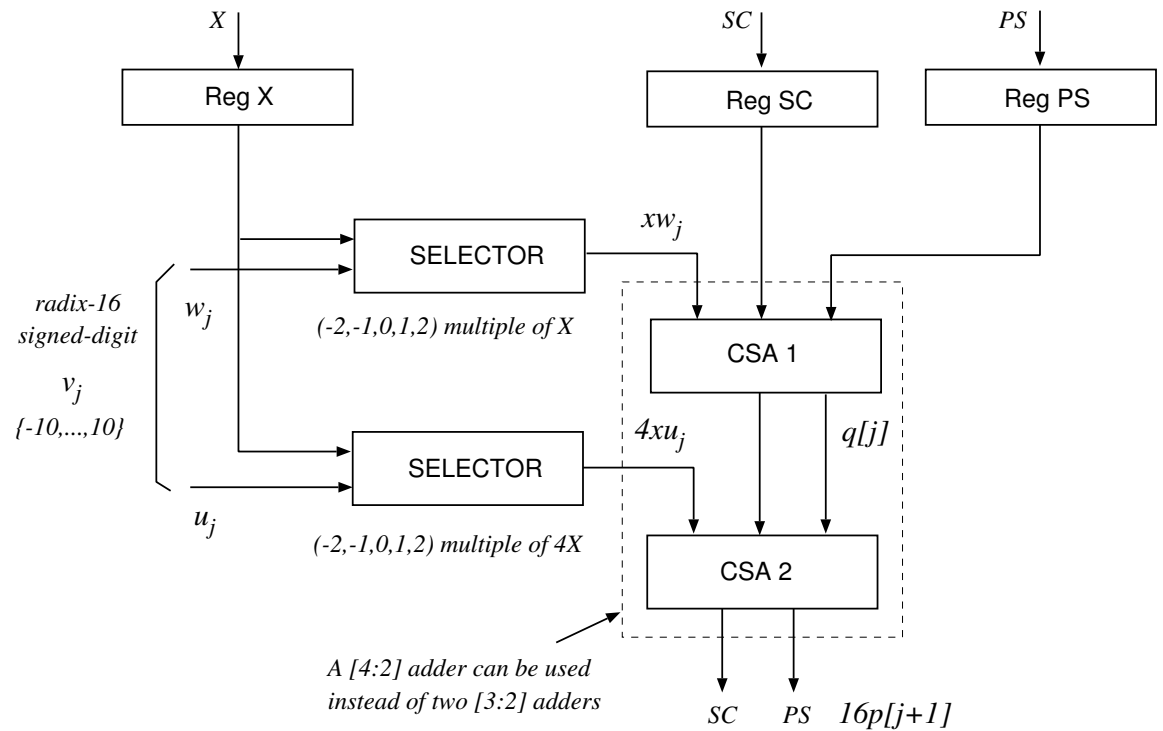 X
SC
PS
Reg X
Reg SC
Reg PS
xw_j
SELECTOR
w_j
(-2,-1,0,1,2) multiple of X
radix-16
signed-digit
v_j
{-10,...,10}
CSA 1
4xu_j
q[j]
SELECTOR
u_j
(-2,-1,0,1,2) multiple of 4X
CSA 2
A [4:2] adder can be used
instead of two [3:2] adders
SC
PS
16p[j+1]